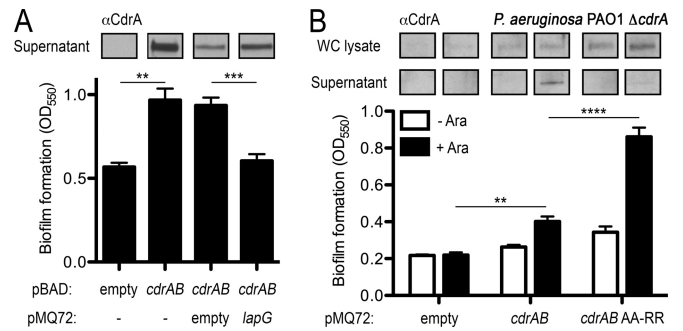 A
αCdrA
Supernatant
**
***
Biofilm formation (OD550)
1.0
0.5
0.0
pBAD: empty cdrAB cdrAB cdrAB
pMQ72: - - empty lapG
B
αCdrA P. aeruginosa PAO1 ΔcdrA
WC lysate
Supernatant
- Ara
+ Ara
**
****
Biofilm formation (OD550)
1.0
0.8
0.6
0.4
0.2
0.0
pMQ72: empty cdrAB cdrAB AA-RR